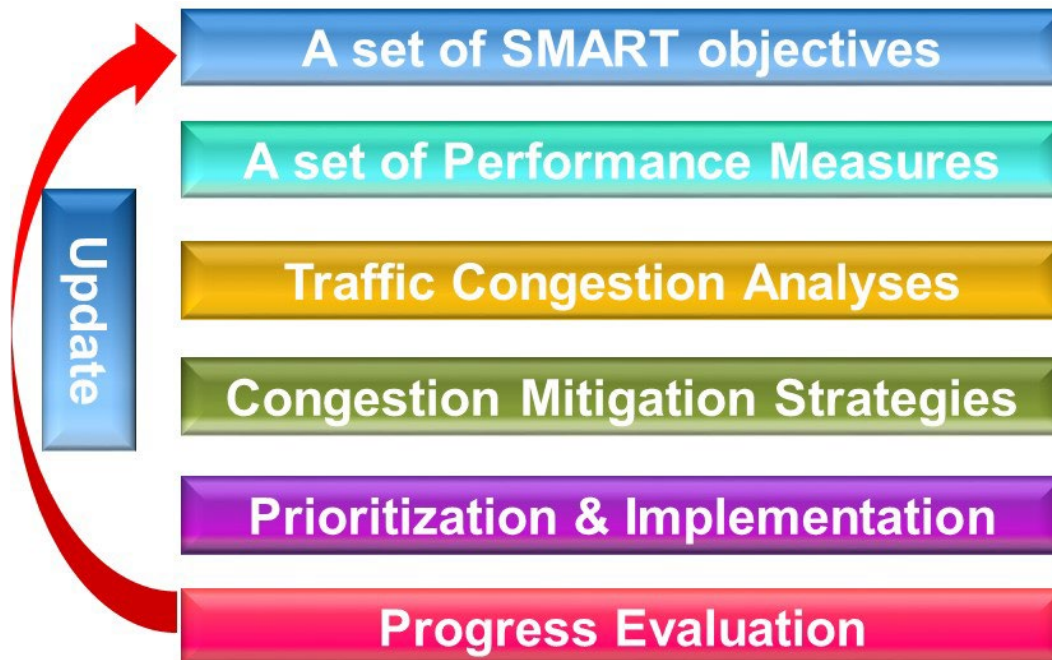 A set of SMART objectives
A set of Performance Measures
Traffic Congestion Analyses
Congestion Mitigation Strategies
Prioritization & Implementation
Progress Evaluation
Update